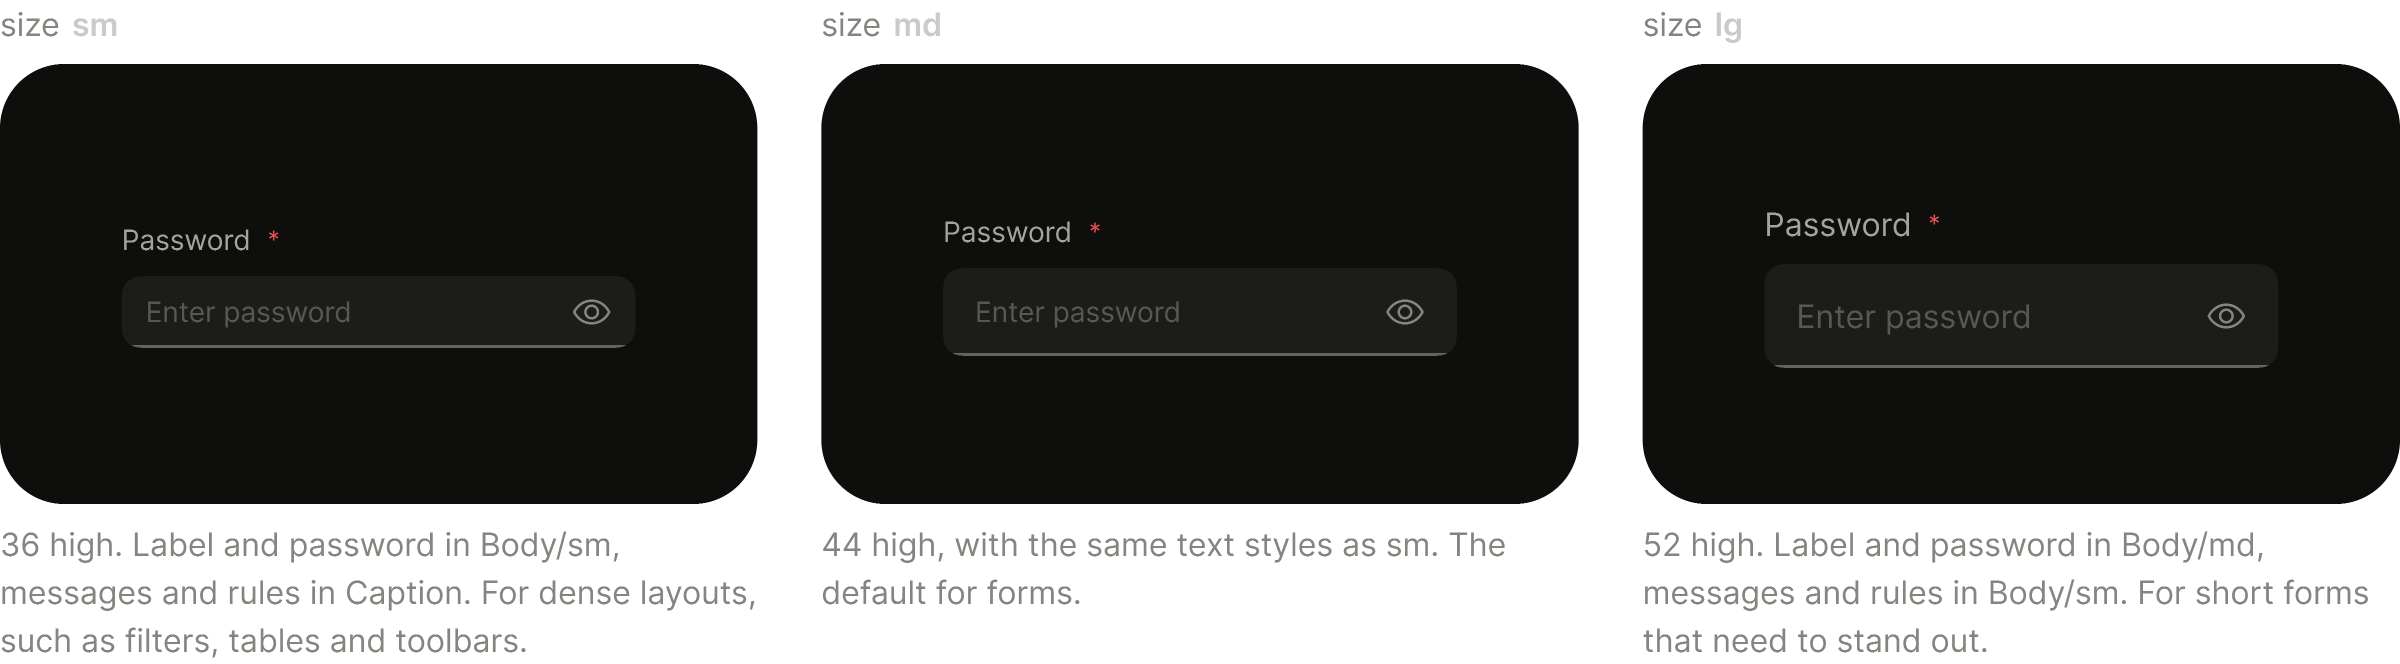 size sm
Password *
Enter password
36 high. Label and password in Body/sm,
messages and rules in Caption. For dense layouts,
such as filters, tables and toolbars.
size md
Password *
Enter password
44 high, with the same text styles as sm. The
default for forms.
size lg
Password *
Enter password
52 high. Label and password in Body/md,
messages and rules in Body/sm. For short forms
that need to stand out.